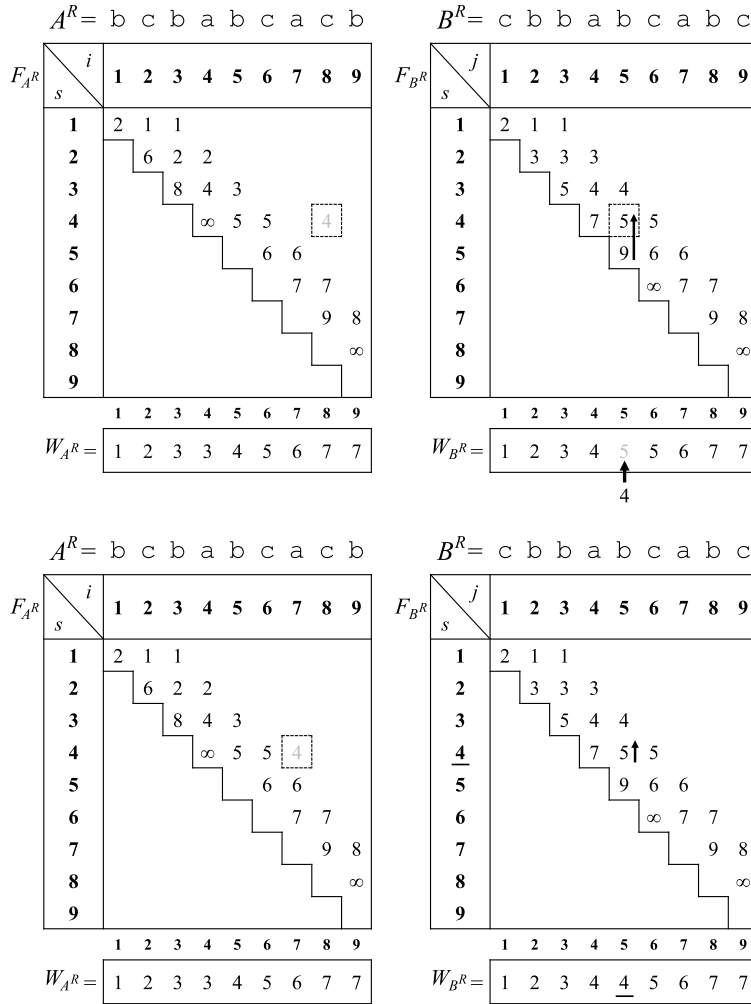 A^R= b c b a b c a c b
F_A^R s i 1 2 3 4 5 6 7 8 9
1 2 1 1
2 6 2 2
3 8 4 3
4 ∞ 5 5 4
5 6 6
6 7 7
7 9 8
8 ∞
9
1 2 3 4 5 6 7 8 9
W_A^R= 1 2 3 3 4 5 6 7 7
B^R= c b b a b c a b c
F_B^R s j 1 2 3 4 5 6 7 8 9
1 2 1 1
2 3 3 3
3 5 4 4
4 7 5 5
5 9 6 6
6 ∞ 7 7
7 9 8
8 ∞
9
1 2 3 4 5 6 7 8 9
W_B^R= 1 2 3 4 5 5 6 7 7
4
A^R= b c b a b c a c b
F_A^R s i 1 2 3 4 5 6 7 8 9
1 2 1 1
2 6 2 2
3 8 4 3
4 ∞ 5 5 4
5 6 6
6 7 7
7 9 8
8 ∞
9
1 2 3 4 5 6 7 8 9
W_A^R= 1 2 3 3 4 5 6 7 7
B^R= c b b a b c a b c
F_B^R s j 1 2 3 4 5 6 7 8 9
1 2 1 1
2 3 3 3
3 5 4 4
4 7 5 5
5 9 6 6
6 ∞ 7 7
7 9 8
8 ∞
9
1 2 3 4 5 6 7 8 9
W_B^R= 1 2 3 4 4 5 6 7 7